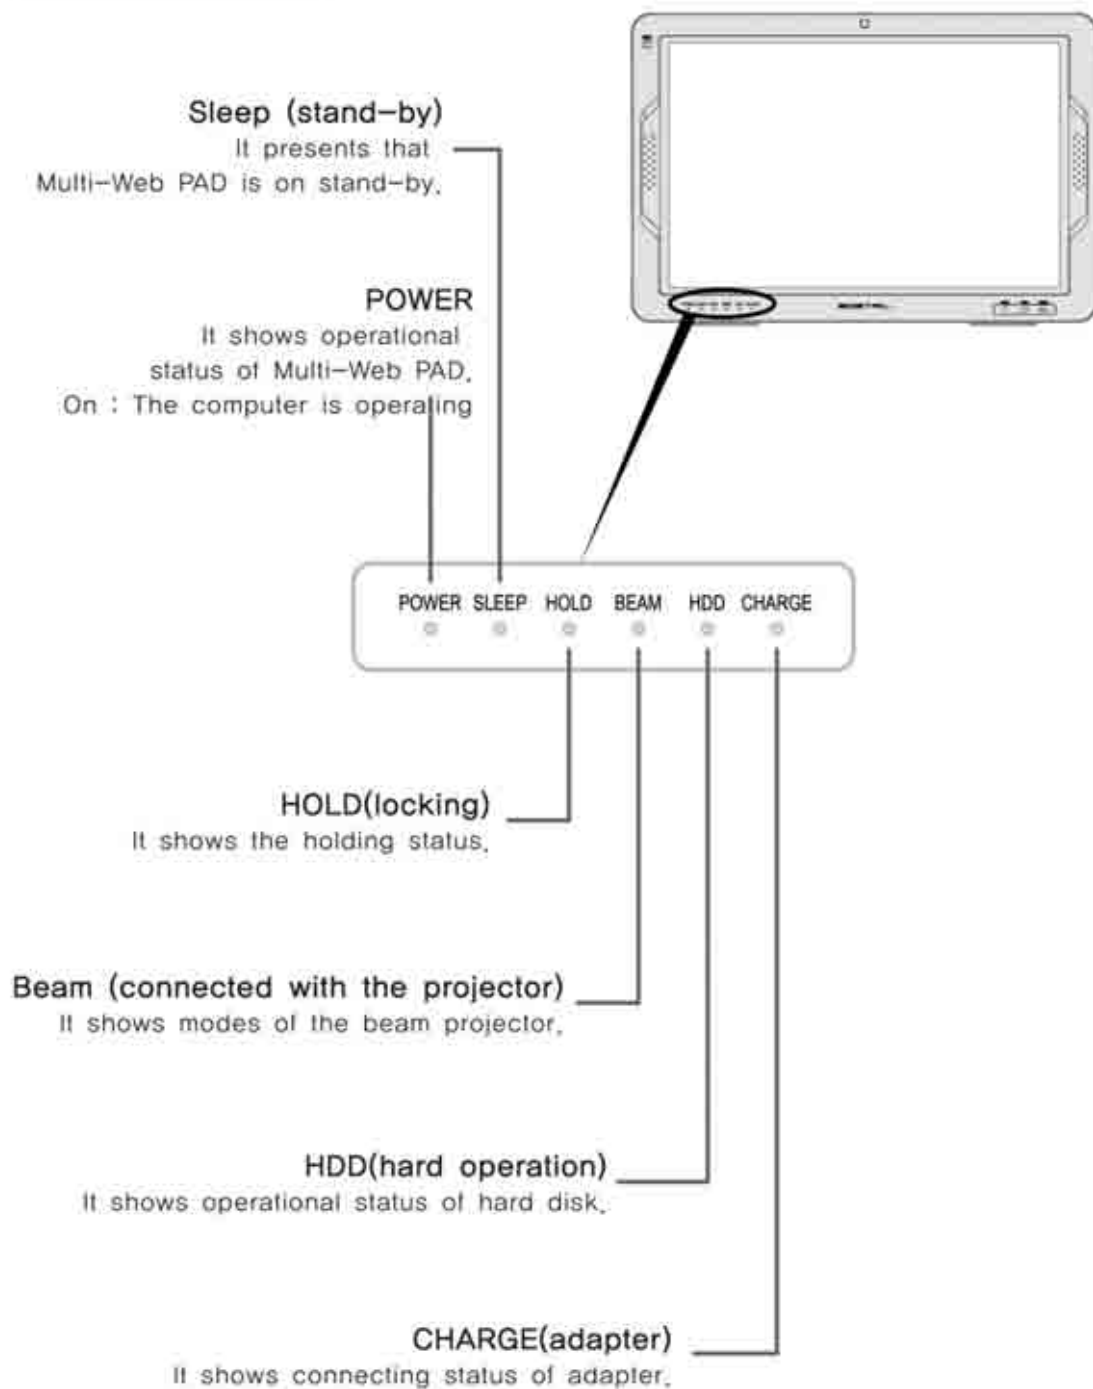 Sleep (stand-by)
It presents that
Multi-Web PAD is on stand-by.
POWER
It shows operational
status of Multi-Web PAD.
On : The computer is operating
POWER SLEEP HOLD BEAM HDD CHARGE
HOLD(locking)
It shows the holding status.
Beam (connected with the projector)
It shows modes of the beam projector.
HDD(hard operation)
It shows operational status of hard disk.
CHARGE(adapter)
It shows connecting status of adapter.